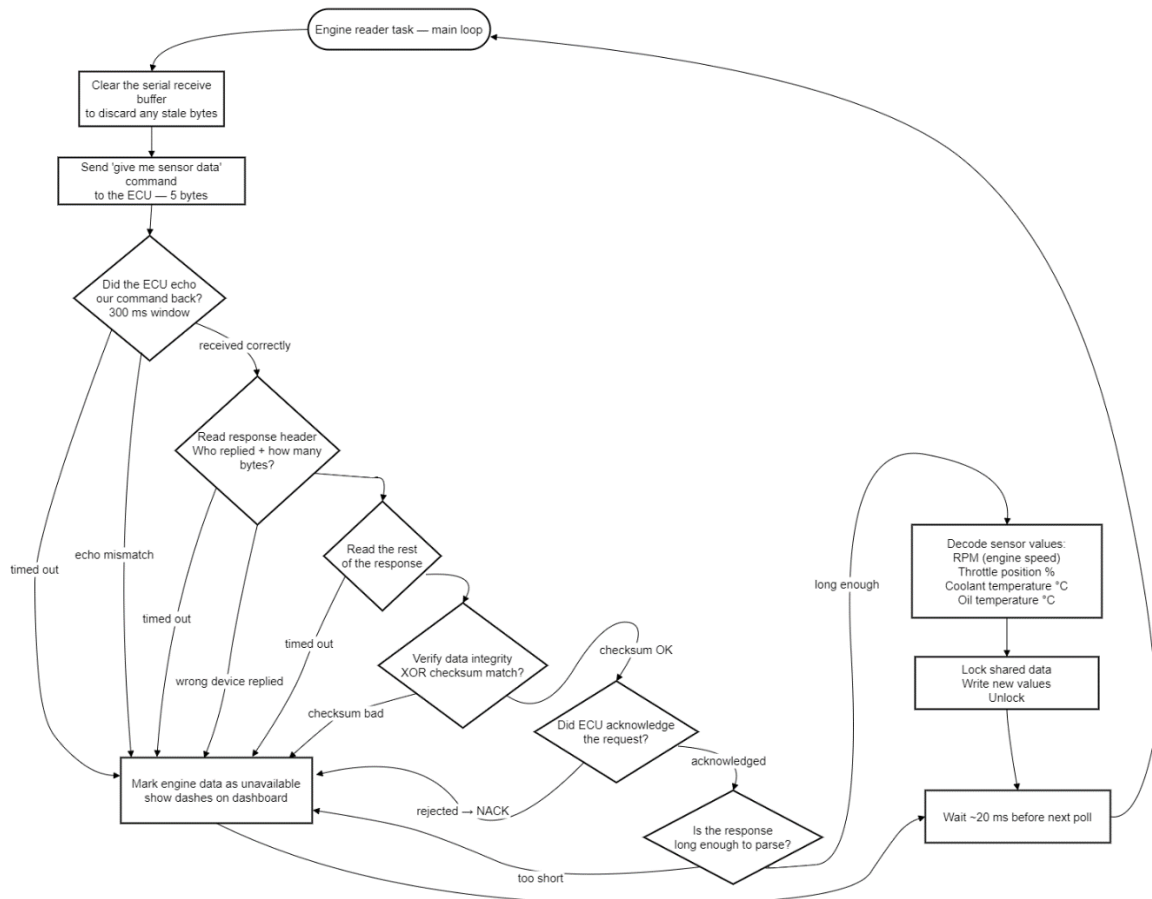 Engine reader task — main loop
Clear the serial receive
buffer
to discard any stale bytes
Send 'give me sensor data'
command
to the ECU — 5 bytes
Did the ECU echo
our command back?
300 ms window
received correctly
Read response header
Who replied + how many
bytes?
Read the rest
of the response
echo mismatch
timed out
timed out
timed out
wrong device replied
Verify data integrity
XOR checksum match?
checksum OK
checksum bad
Did ECU acknowledge
the request?
acknowledged
rejected → NACK
Mark engine data as unavailable
show dashes on dashboard
Is the response
long enough to parse?
too short
long enough
Decode sensor values:
RPM (engine speed)
Throttle position %
Coolant temperature °C
Oil temperature °C
Lock shared data
Write new values
Unlock
Wait ~20 ms before next poll